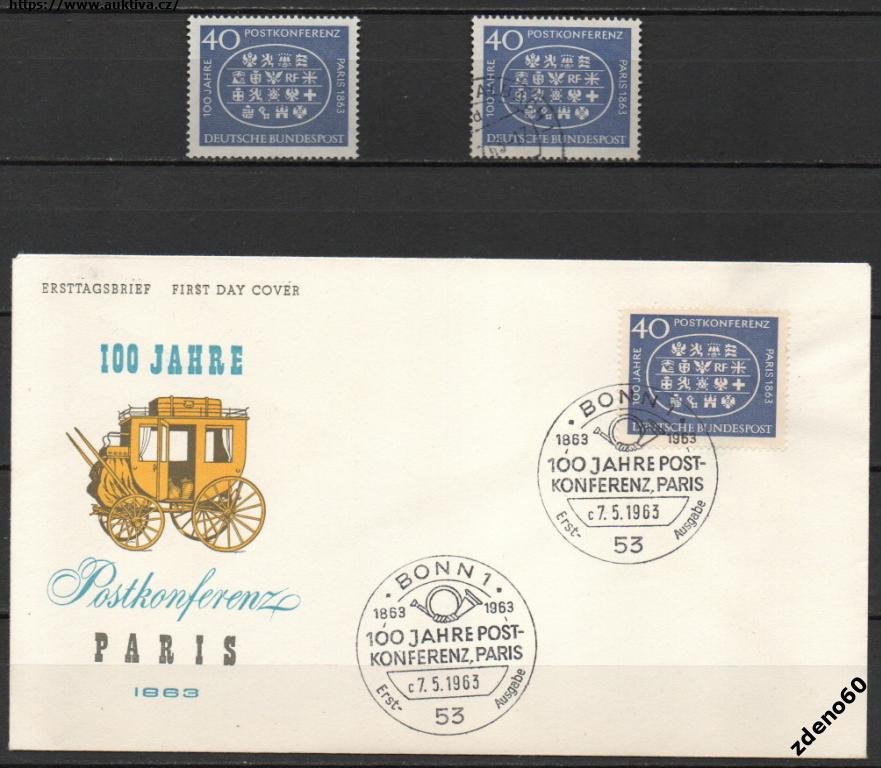 https://www.auktiva.cz/
40 POSTKONFERENZ
100 JAHRE
RF
PARIS 1863
DEUTSCHE BUNDESPOST
40 POSTKONFERENZ
100 JAHRE
RF
PARIS 1863
DEUTSCHE BUNDESPOST
ERSTTAGSBRIEF FIRST DAY COVER
100 JAHRE
Postkonferenz
PARIS
1863
40 POSTKONFERENZ
100 JAHRE
RF
PARIS 1863
DEUTSCHE BUNDESPOST
• BONN 1 •
1863 1963
100 JAHRE POST-
KONFERENZ, PARIS
c 7.5.1963
Erst- Ausgabe
53
• BONN 1 •
1863 1963
100 JAHRE POST-
KONFERENZ, PARIS
c 7.5.1963
Erst- Ausgabe
53
zdeno60